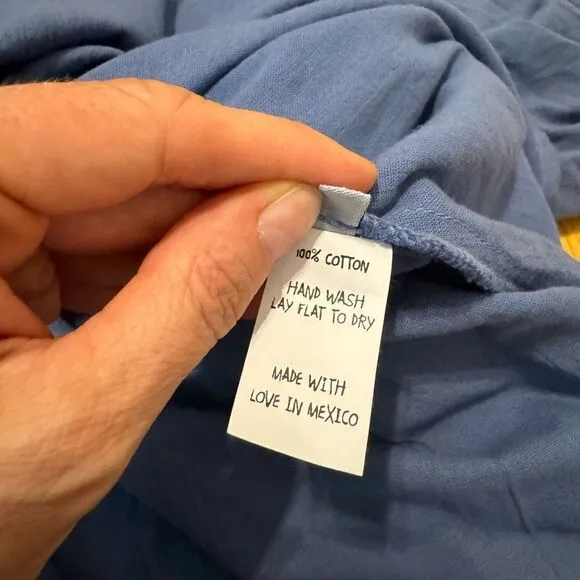 100% COTTON
HAND WASH
LAY FLAT TO DRY
MADE WITH
LOVE IN MEXICO